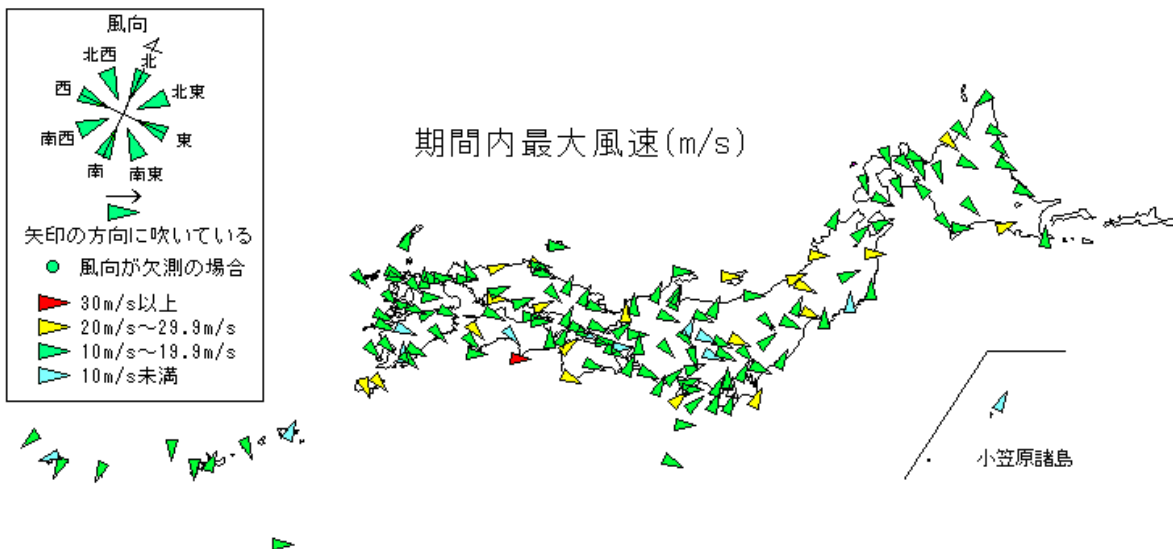 風向
北西
北
西
北東
南西
東
南
南東
矢印の方向に吹いている
風向が欠測の場合
30m/s以上
20m/s～29.9m/s
10m/s～19.9m/s
10m/s未満
期間内最大風速(m/s)
小笠原諸島